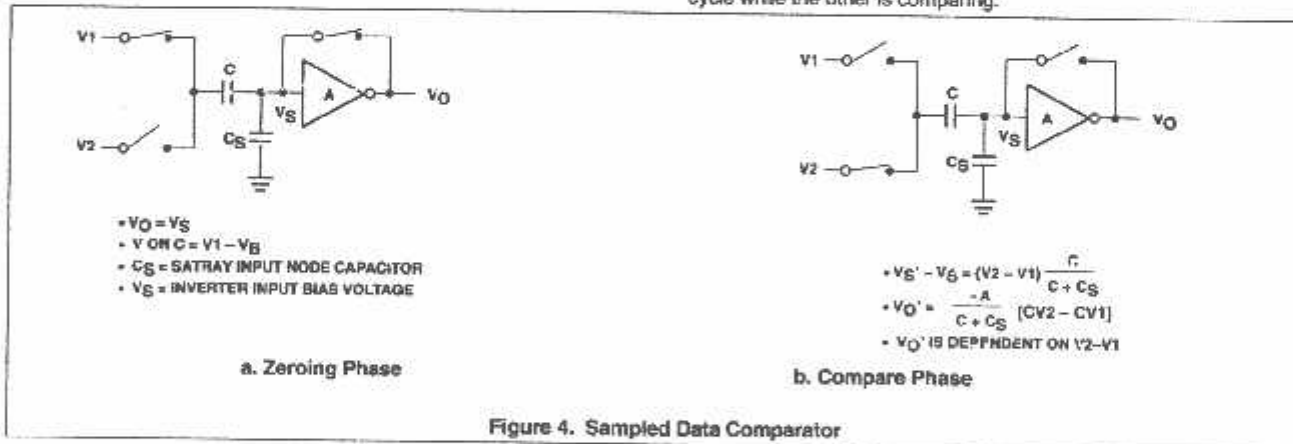 cycle while the other is comparing.
V1
C
A
VO
VS
CS
V2
• VO = VS
• V ON C = V1 – VB
• CS = SATRAY INPUT NODE CAPACITOR
• VS = INVERTER INPUT BIAS VOLTAGE
a. Zeroing Phase
V1
C
A
VO
VS
CS
V2
• VS' – VS = (V2 – V1) C / C + CS
• VO' = -A / C + CS [CV2 – CV1]
• VO' IS DEPENDENT ON V2–V1
b. Compare Phase
Figure 4. Sampled Data Comparator